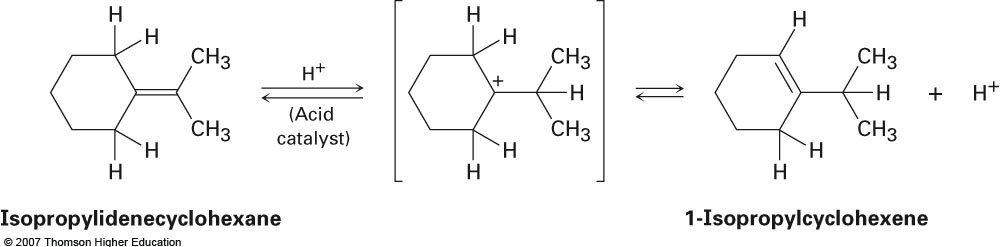 H
H
CH3
CH3
H
H
H+
(Acid
catalyst)
H
H
+
CH3
H
CH3
H
H
H
CH3
H
CH3
H
H
+
H+
Isopropylidenecyclohexane
1-Isopropylcyclohexene
© 2007 Thomson Higher Education